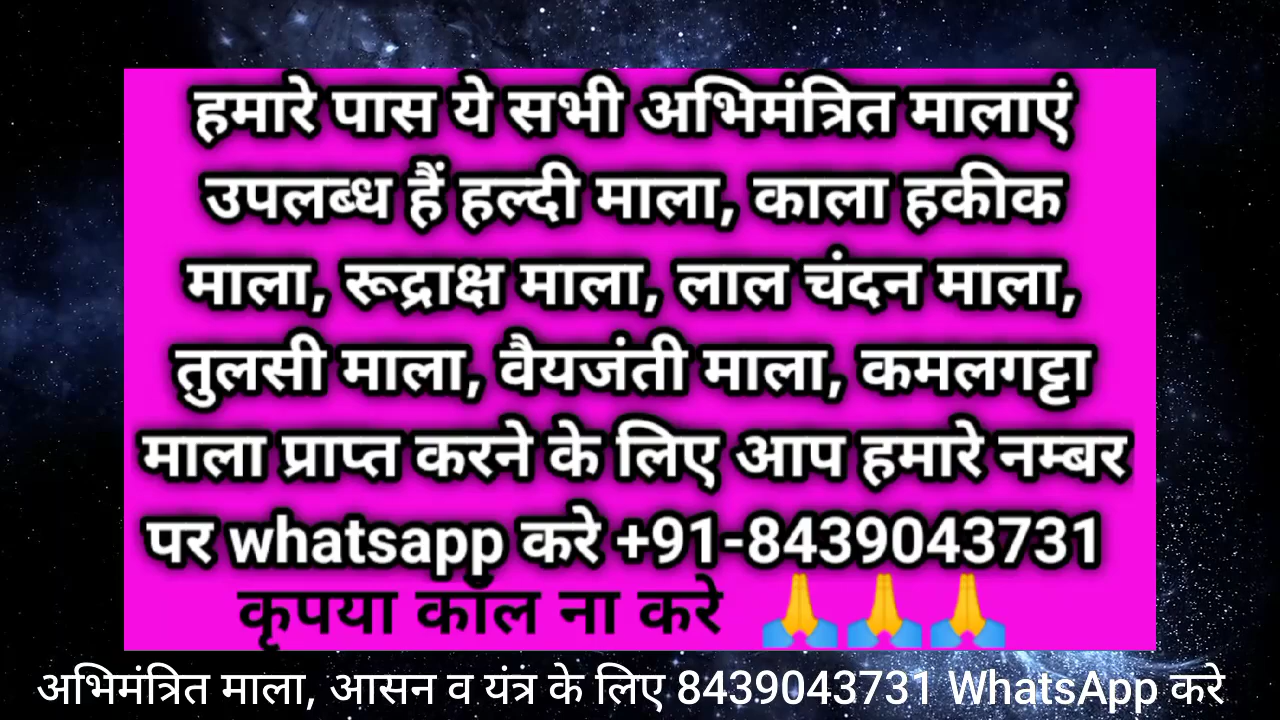 हमारे पास ये सभी अभिमंत्रित मालाएं
उपलब्ध हैं हल्दी माला, काला हकीक
माला, रूद्राक्ष माला, लाल चंदन माला,
तुलसी माला, वैयजंती माला, कमलगट्टा
माला प्राप्त करने के लिए आप हमारे नम्बर
पर whatsapp करे +91-8439043731
कृपया कॉल ना करे 🙏🙏🙏
अभिमंत्रित माला, आसन व यंत्र के लिए 8439043731 WhatsApp करे